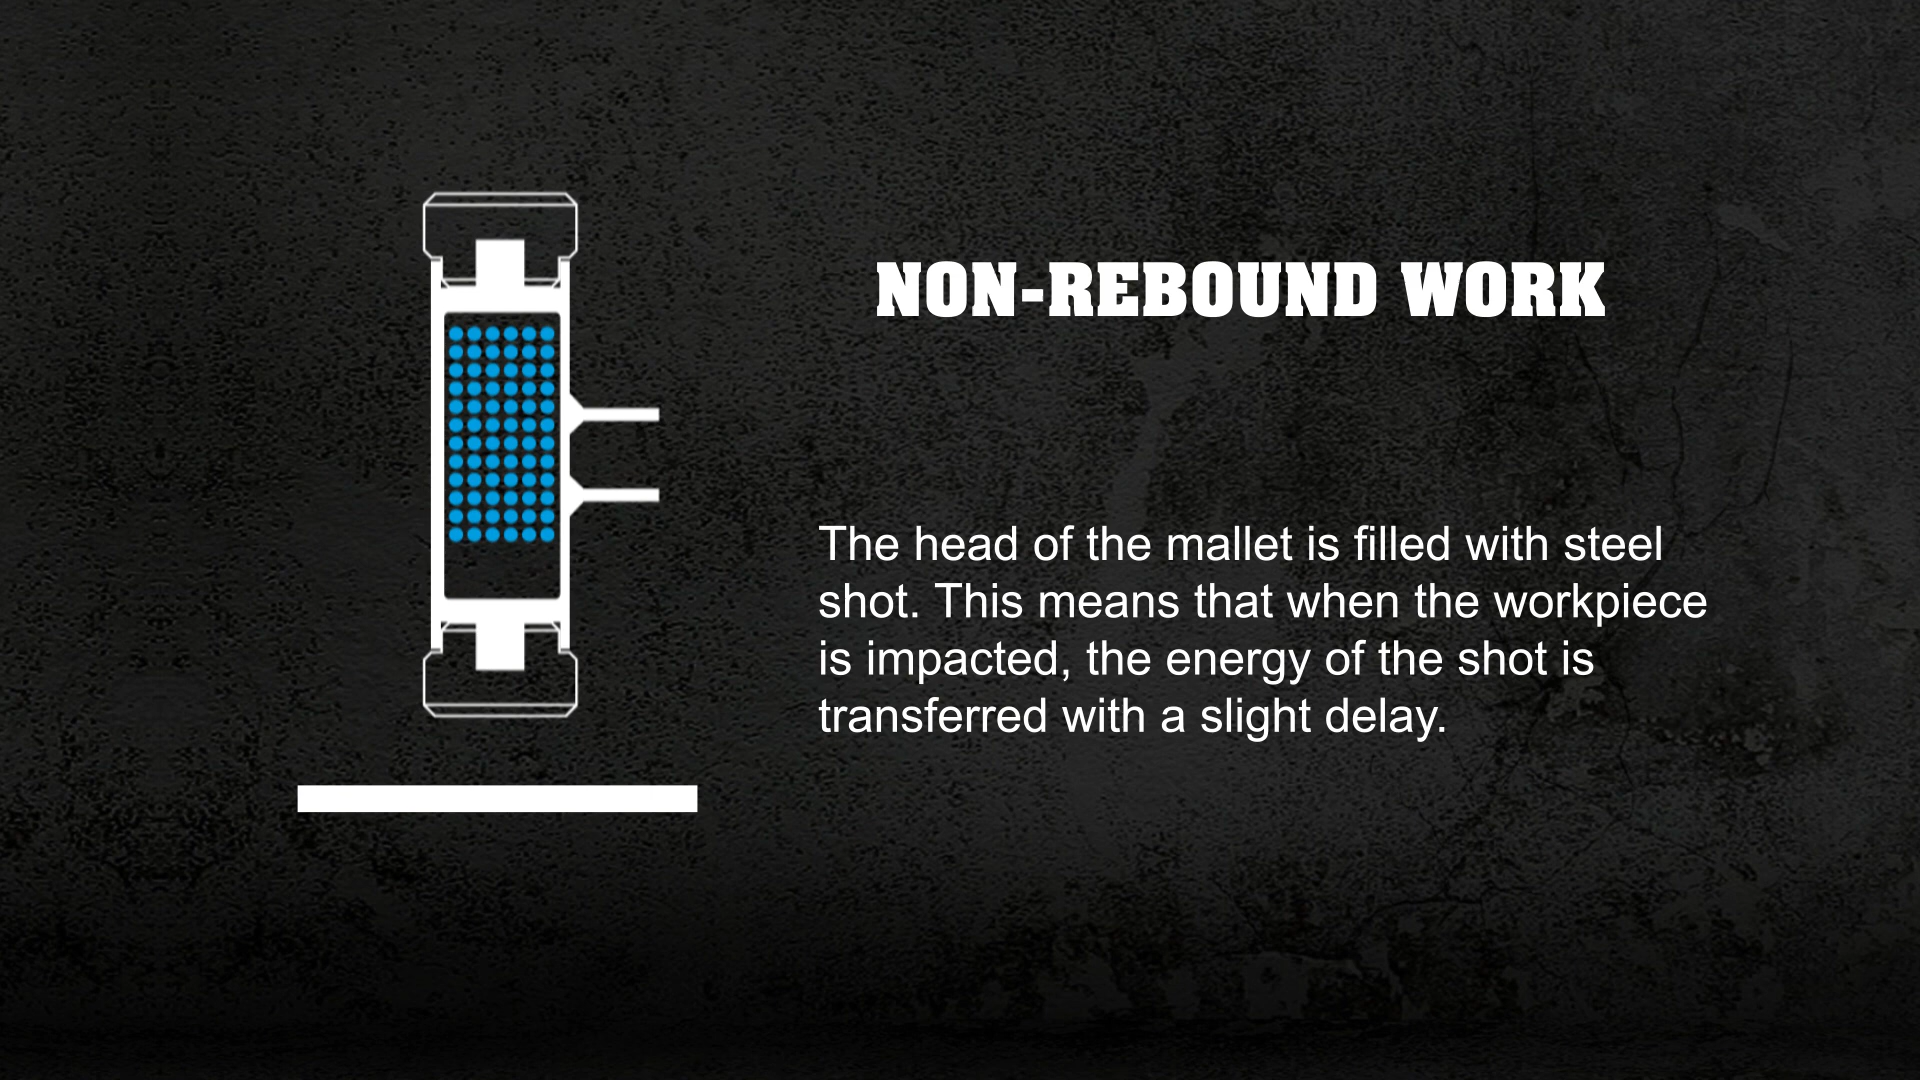 NON-REBOUND WORK
The head of the mallet is filled with steel
shot. This means that when the workpiece
is impacted, the energy of the shot is
transferred with a slight delay.